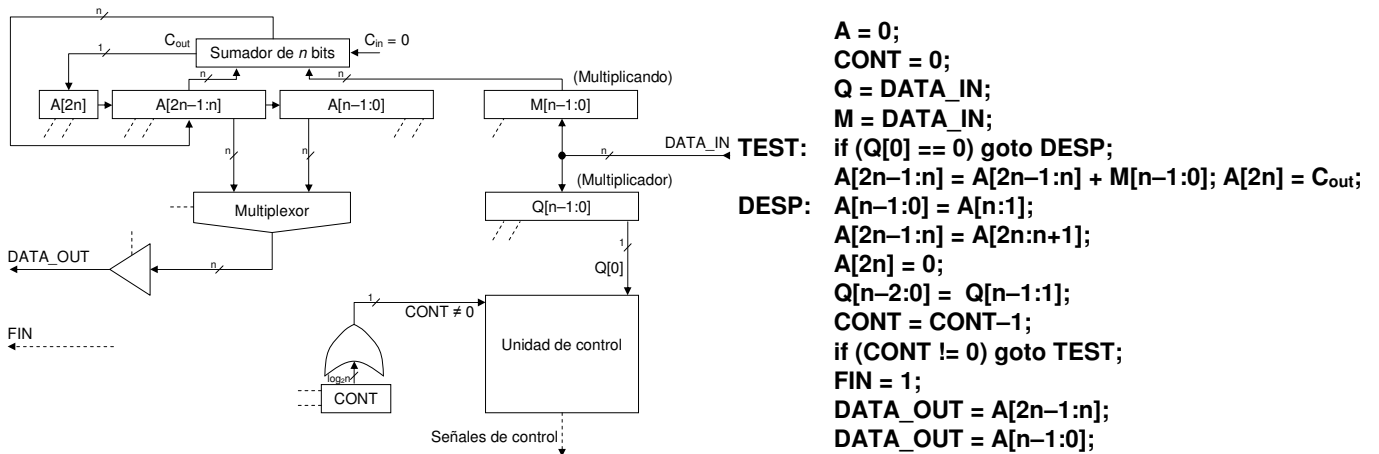 n
1
C_out
Sumador de n bits
C_in = 0
n
n
(Multiplicando)
A[2n]
A[2n–1:n]
A[n–1:0]
M[n–1:0]
n
n
n
DATA_IN
(Multiplicador)
Multiplexor
Q[n–1:0]
DATA_OUT
n
1
Q[0]
1
CONT ≠ 0
FIN
Unidad de control
log₂n
CONT
Señales de control
A = 0;
CONT = 0;
Q = DATA_IN;
M = DATA_IN;
TEST: if (Q[0] == 0) goto DESP;
A[2n–1:n] = A[2n–1:n] + M[n–1:0]; A[2n] = C_out;
DESP: A[n–1:0] = A[n:1];
A[2n–1:n] = A[2n:n+1];
A[2n] = 0;
Q[n–2:0] = Q[n–1:1];
CONT = CONT–1;
if (CONT != 0) goto TEST;
FIN = 1;
DATA_OUT = A[2n–1:n];
DATA_OUT = A[n–1:0];